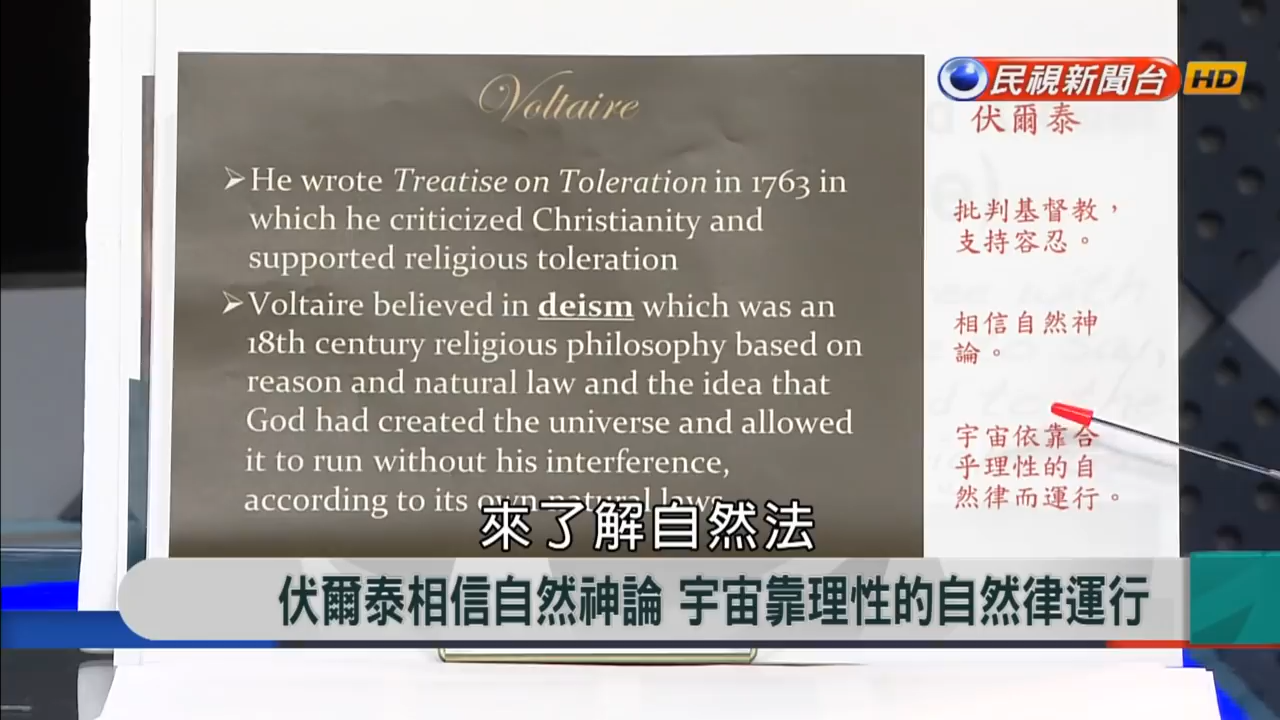 Voltaire
➢He wrote Treatise on Toleration in 1763 in
which he criticized Christianity and
supported religious toleration
➢Voltaire believed in deism which was an
18th century religious philosophy based on
reason and natural law and the idea that
God had created the universe and allowed
it to run without his interference,
according to its own natural laws
民視新聞台 HD
伏爾泰
批判基督教，
支持容忍。
相信自然神
論。
宇宙依靠合
乎理性的自
然律而運行。
來了解自然法
伏爾泰相信自然神論 宇宙靠理性的自然律運行